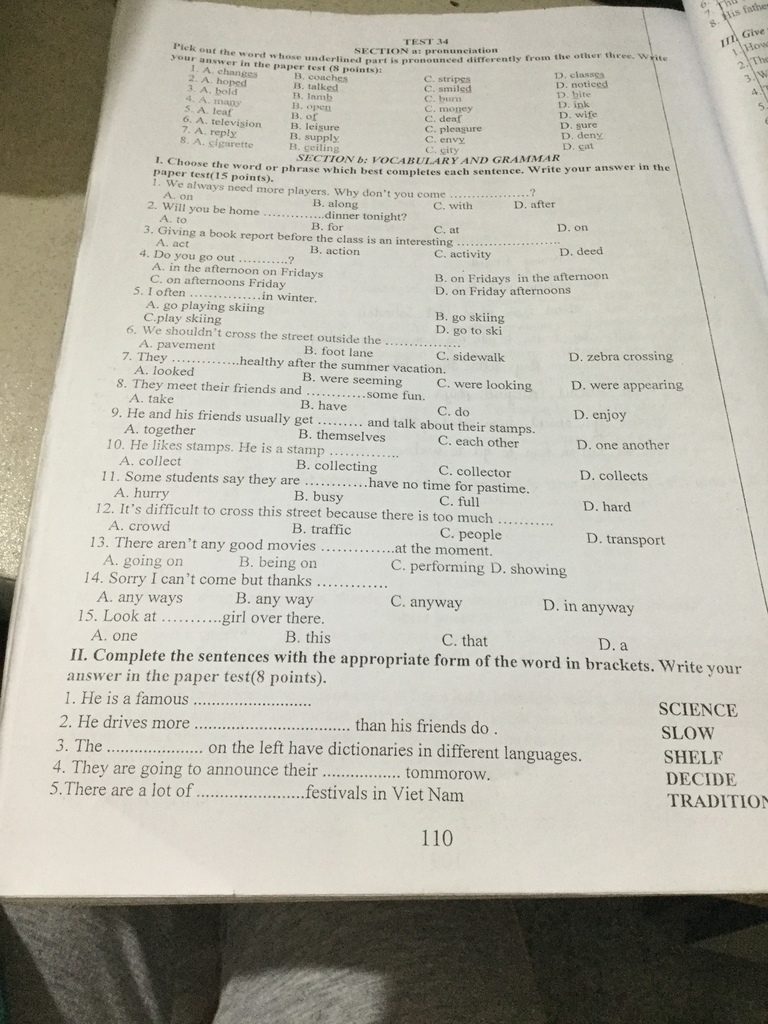 TEST 34
SECTION a: pronunciation
Pick out the word whose underlined part is pronounced differently from the other three. Write
your answer in the paper test (8 points):
1. A. changes B. coaches C. stripes D. classes
2. A. hoped B. talked C. smiled D. noticed
3. A. bold B. lamb C. burn D. bite
4. A. many B. open C. money D. ink
5. A. leaf B. of C. deaf D. wife
6. A. television B. leisure C. pleasure D. sure
7. A. reply B. supply C. envy D. deny
8. A. cigarette B. ceiling C. city D. cat
SECTION b: VOCABULARY AND GRAMMAR
I. Choose the word or phrase which best completes each sentence. Write your answer in the
paper test(15 points).
1. We always need more players. Why don't you come ..................?
A. on B. along C. with D. after
2. Will you be home .............dinner tonight?
A. to B. for C. at D. on
3. Giving a book report before the class is an interesting ......................
A. act B. action C. activity D. deed
4. Do you go out ...........?
A. in the afternoon on Fridays B. on Fridays in the afternoon
C. on afternoons Friday D. on Friday afternoons
5. I often ...............in winter.
A. go playing skiing B. go skiing
C.play skiing D. go to ski
6. We shouldn't cross the street outside the ................
A. pavement B. foot lane C. sidewalk D. zebra crossing
7. They ..............healthy after the summer vacation.
A. looked B. were seeming C. were looking D. were appearing
8. They meet their friends and ............some fun.
A. take B. have C. do D. enjoy
9. He and his friends usually get ......... and talk about their stamps.
A. together B. themselves C. each other D. one another
10. He likes stamps. He is a stamp .............
A. collect B. collecting C. collector D. collects
11. Some students say they are ............have no time for pastime.
A. hurry B. busy C. full D. hard
12. It's difficult to cross this street because there is too much ..........
A. crowd B. traffic C. people D. transport
13. There aren't any good movies .............at the moment.
A. going on B. being on C. performing D. showing
14. Sorry I can't come but thanks .............
A. any ways B. any way C. anyway D. in anyway
15. Look at ...........girl over there.
A. one B. this C. that D. a
II. Complete the sentences with the appropriate form of the word in brackets. Write your
answer in the paper test(8 points).
1. He is a famous ........................ SCIENCE
2. He drives more ............................... than his friends do . SLOW
3. The ................... on the left have dictionaries in different languages. SHELF
4. They are going to announce their ................ tommorow. DECIDE
5.There are a lot of ......................festivals in Viet Nam TRADITION
110
8. His father
III. Give
1. How
2. The